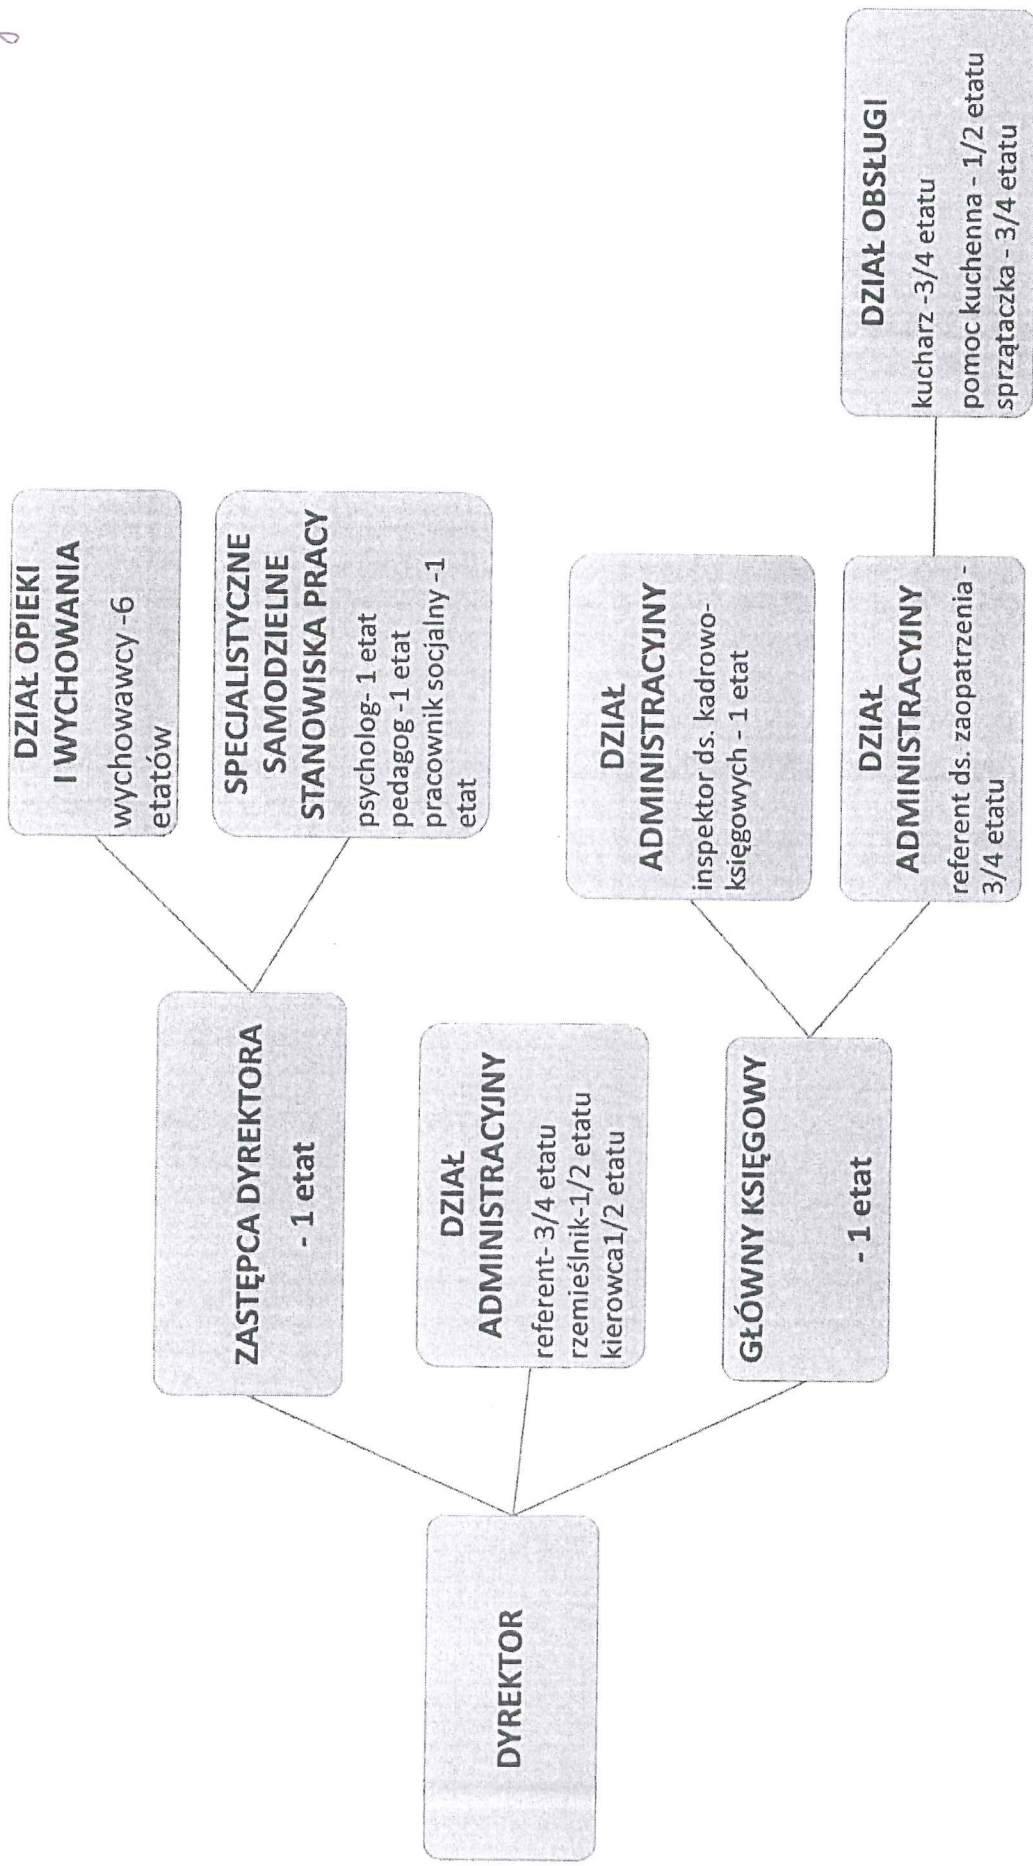 DYREKTOR
ZASTĘPCA DYREKTORA
- 1 etat
DZIAŁ
ADMINISTRACYJNY
referent- 3/4 etatu
rzemieślnik-1/2 etatu
kierowca1/2 etatu
GŁÓWNY KSIĘGOWY
- 1 etat
DZIAŁ OPIEKI
I WYCHOWANIA
wychowawcy -6
etatów
SPECJALISTYCZNE
SAMODZIELNE
STANOWISKA PRACY
psycholog- 1 etat
pedagog -1 etat
pracownik socjalny -1
etat
DZIAŁ
ADMINISTRACYJNY
inspektor ds. kadrowo-
księgowych - 1 etat
DZIAŁ
ADMINISTRACYJNY
referent ds. zaopatrzenia -
3/4 etatu
DZIAŁ OBSŁUGI
kucharz -3/4 etatu
pomoc kuchenna - 1/2 etatu
sprzątaczka - 3/4 etatu